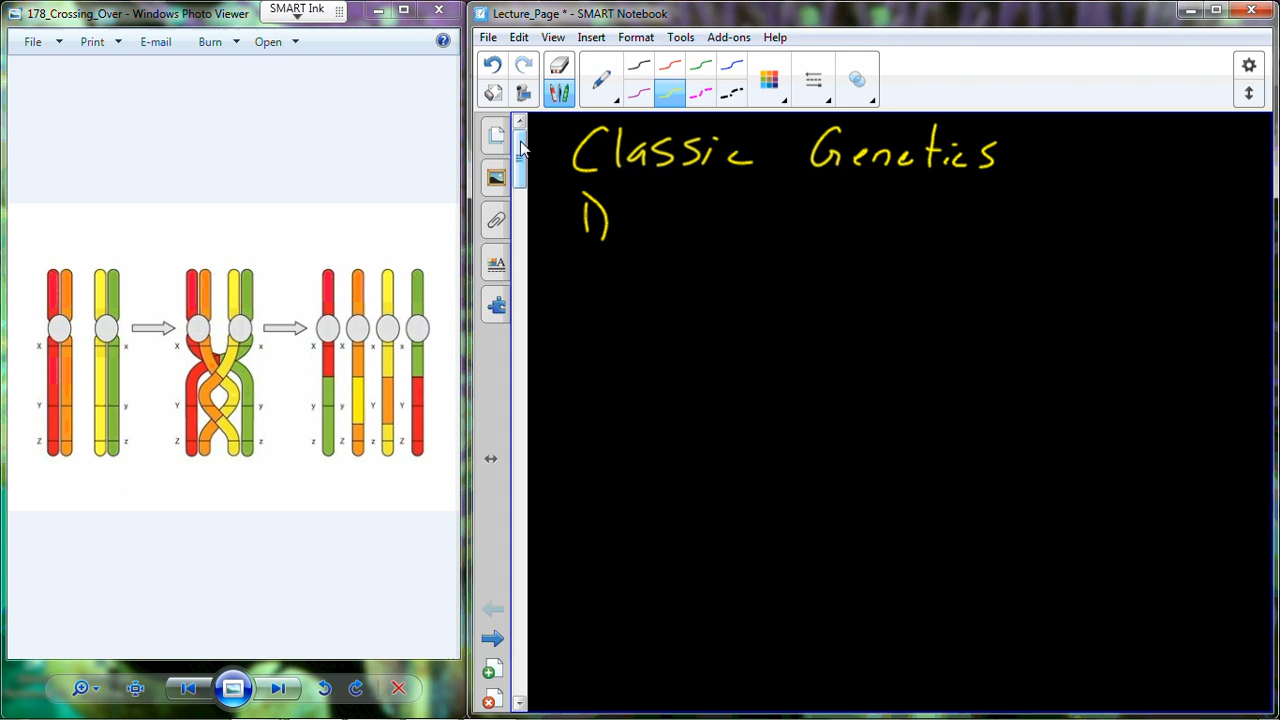 178_Crossing_Over - Windows Photo Viewer
SMART Ink
File Print E-mail Burn Open
X x X x X X x x
Y y Y y y Y y Y
Z z Z z z Z z Z
Lecture_Page * - SMART Notebook
File Edit View Insert Format Tools Add-ons Help
Classic Genetics
1)